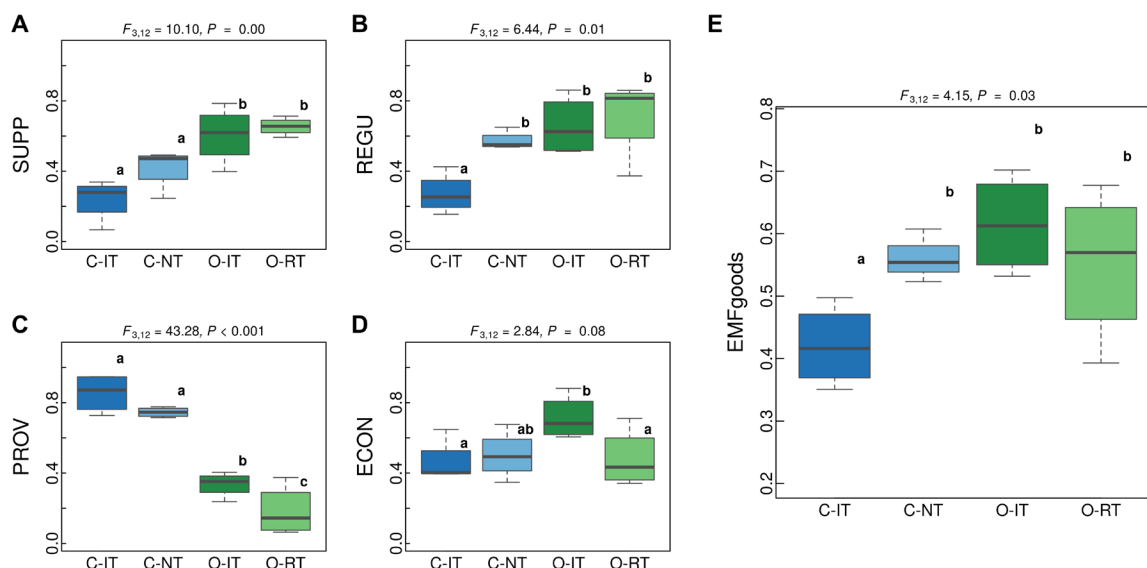 A
F3,12 = 10.10, P = 0.00
SUPP
0.8
0.4
0.0
a
a
b
b
C-IT C-NT O-IT O-RT
B
F3,12 = 6.44, P = 0.01
REGU
0.8
0.4
0.0
a
b
b
b
C-IT C-NT O-IT O-RT
C
F3,12 = 43.28, P < 0.001
PROV
0.8
0.4
0.0
a
a
b
c
C-IT C-NT O-IT O-RT
D
F3,12 = 2.84, P = 0.08
ECON
0.8
0.4
0.0
a
ab
b
a
C-IT C-NT O-IT O-RT
E
F3,12 = 4.15, P = 0.03
EMFgoods
0.8
0.7
0.6
0.5
0.4
0.3
0.2
a
b
b
b
C-IT C-NT O-IT O-RT